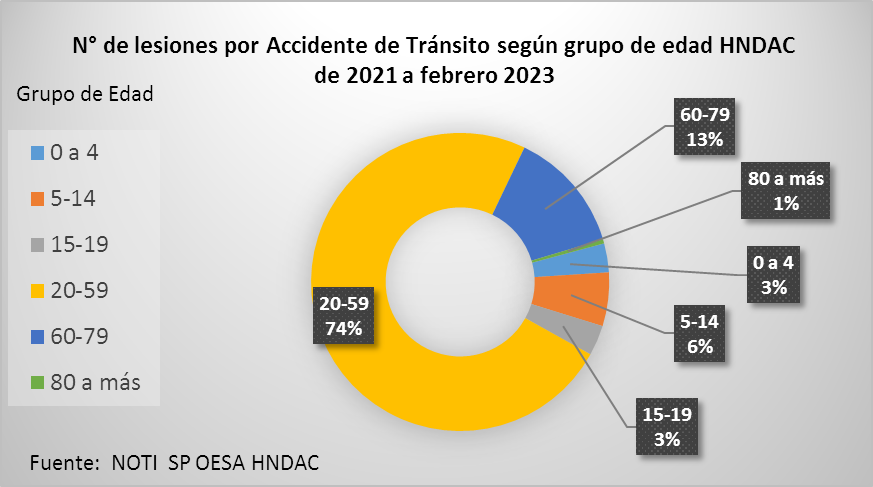 N° de lesiones por Accidente de Tránsito según grupo de edad HNDAC
de 2021 a febrero 2023
Grupo de Edad
0 a 4
5-14
15-19
20-59
60-79
80 a más
60-79
13%
80 a más
1%
0 a 4
3%
5-14
6%
15-19
3%
20-59
74%
Fuente: NOTI SP OESA HNDAC